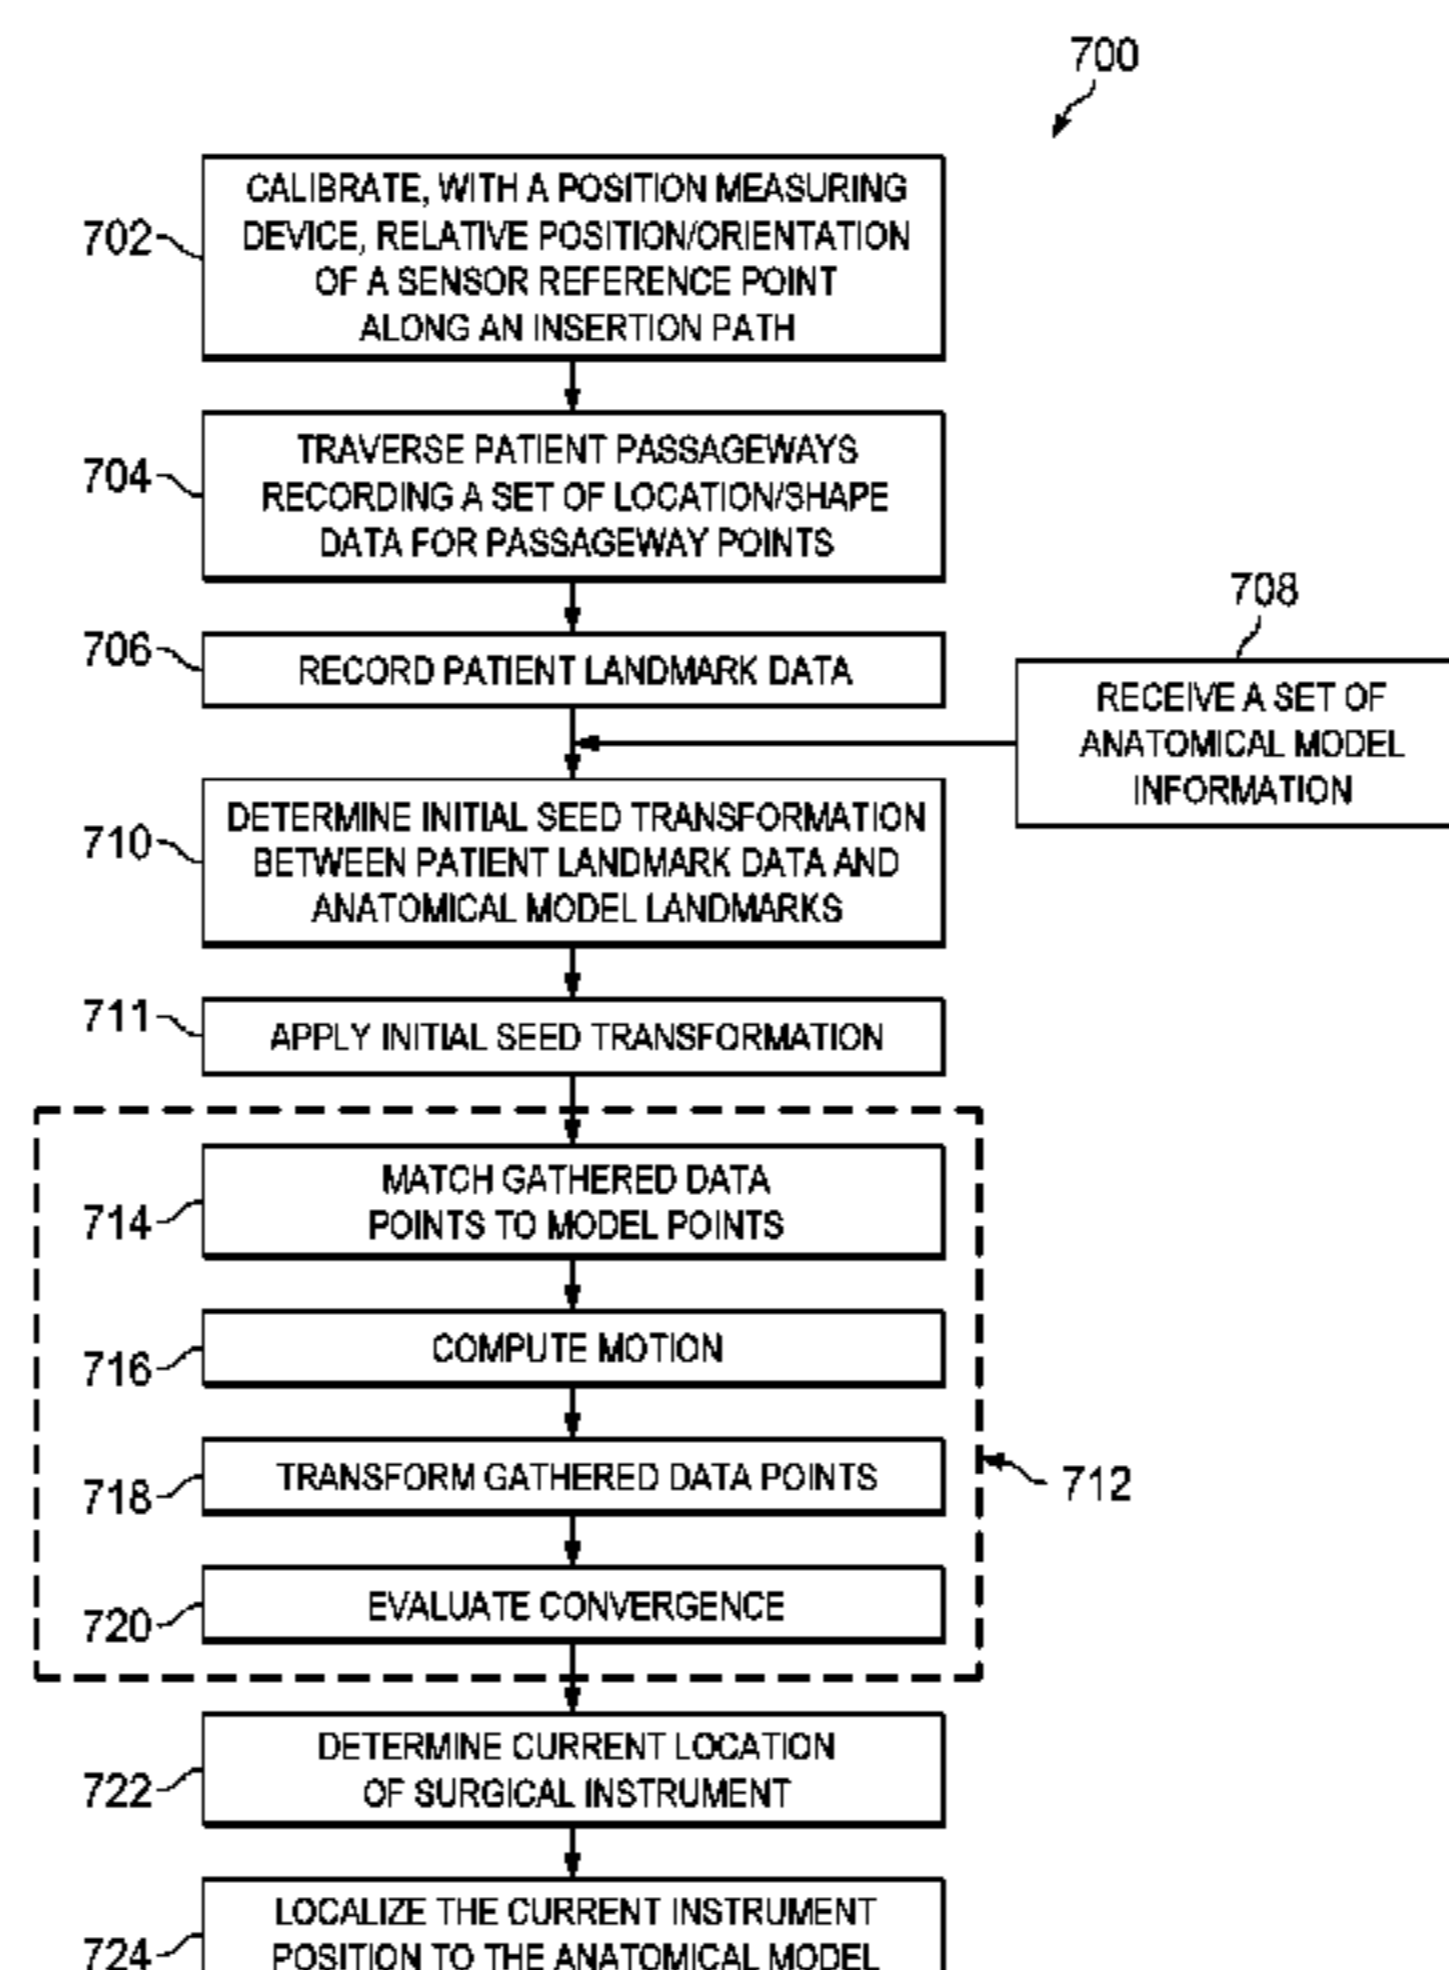 700
702
CALIBRATE, WITH A POSITION MEASURING
DEVICE, RELATIVE POSITION/ORIENTATION
OF A SENSOR REFERENCE POINT
ALONG AN INSERTION PATH
704
TRAVERSE PATIENT PASSAGEWAYS
RECORDING A SET OF LOCATION/SHAPE
DATA FOR PASSAGEWAY POINTS
706
RECORD PATIENT LANDMARK DATA
708
RECEIVE A SET OF
ANATOMICAL MODEL
INFORMATION
710
DETERMINE INITIAL SEED TRANSFORMATION
BETWEEN PATIENT LANDMARK DATA AND
ANATOMICAL MODEL LANDMARKS
711
APPLY INITIAL SEED TRANSFORMATION
712
714
MATCH GATHERED DATA
POINTS TO MODEL POINTS
716
COMPUTE MOTION
718
TRANSFORM GATHERED DATA POINTS
720
EVALUATE CONVERGENCE
722
DETERMINE CURRENT LOCATION
OF SURGICAL INSTRUMENT
724
LOCALIZE THE CURRENT INSTRUMENT
POSITION TO THE ANATOMICAL MODEL